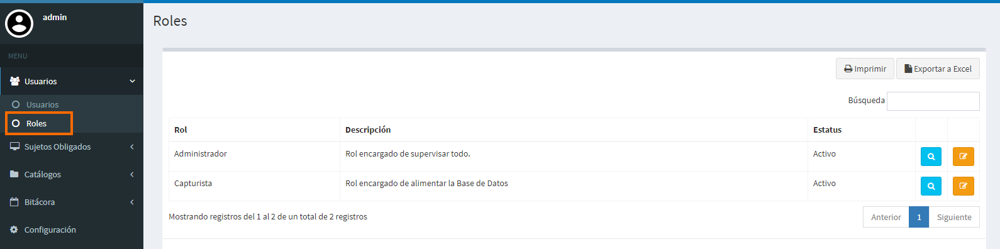 admin
MENU
Usuarios
Usuarios
Roles
Sujetos Obligados
Catálogos
Bitácora
Configuración
Roles
Imprimir Exportar a Excel
Búsqueda
Rol Descripción Estatus
Administrador Rol encargado de supervisar todo. Activo
Capturista Rol encargado de alimentar la Base de Datos Activo
Mostrando registros del 1 al 2 de un total de 2 registros
Anterior 1 Siguiente